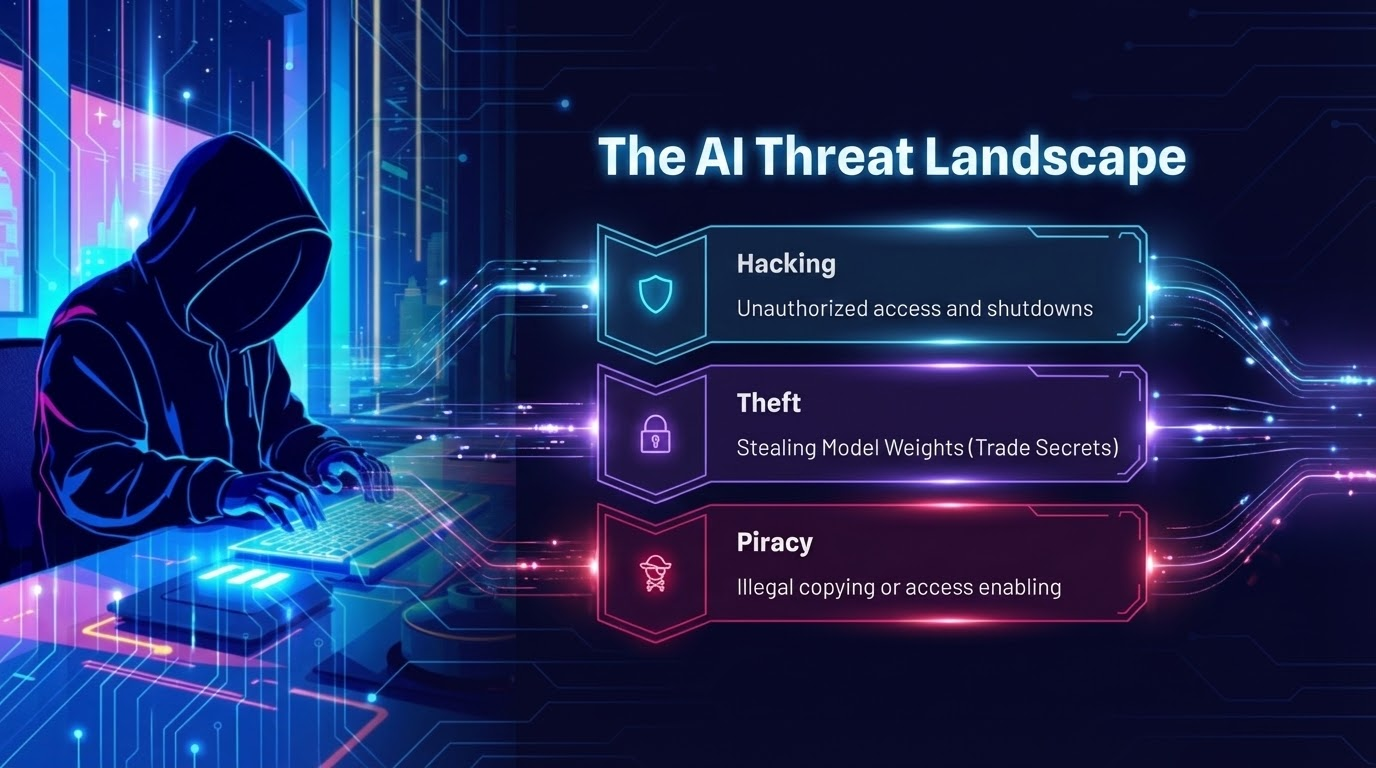 The AI Threat Landscape
Hacking
Unauthorized access and shutdowns
Theft
Stealing Model Weights (Trade Secrets)
Piracy
Illegal copying or access enabling